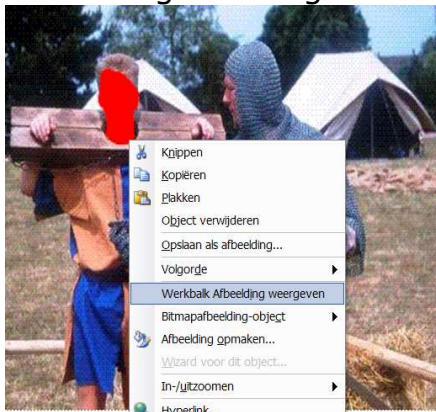 Knippen
Kopiëren
Plakken
Object verwijderen
Opslaan als afbeelding...
Volgorde
Werkbalk Afbeelding weergeven
Bitmapafbeelding-object
Afbeelding opmaken...
Wizard voor dit object...
In-/uitzoomen
Hyperlink...